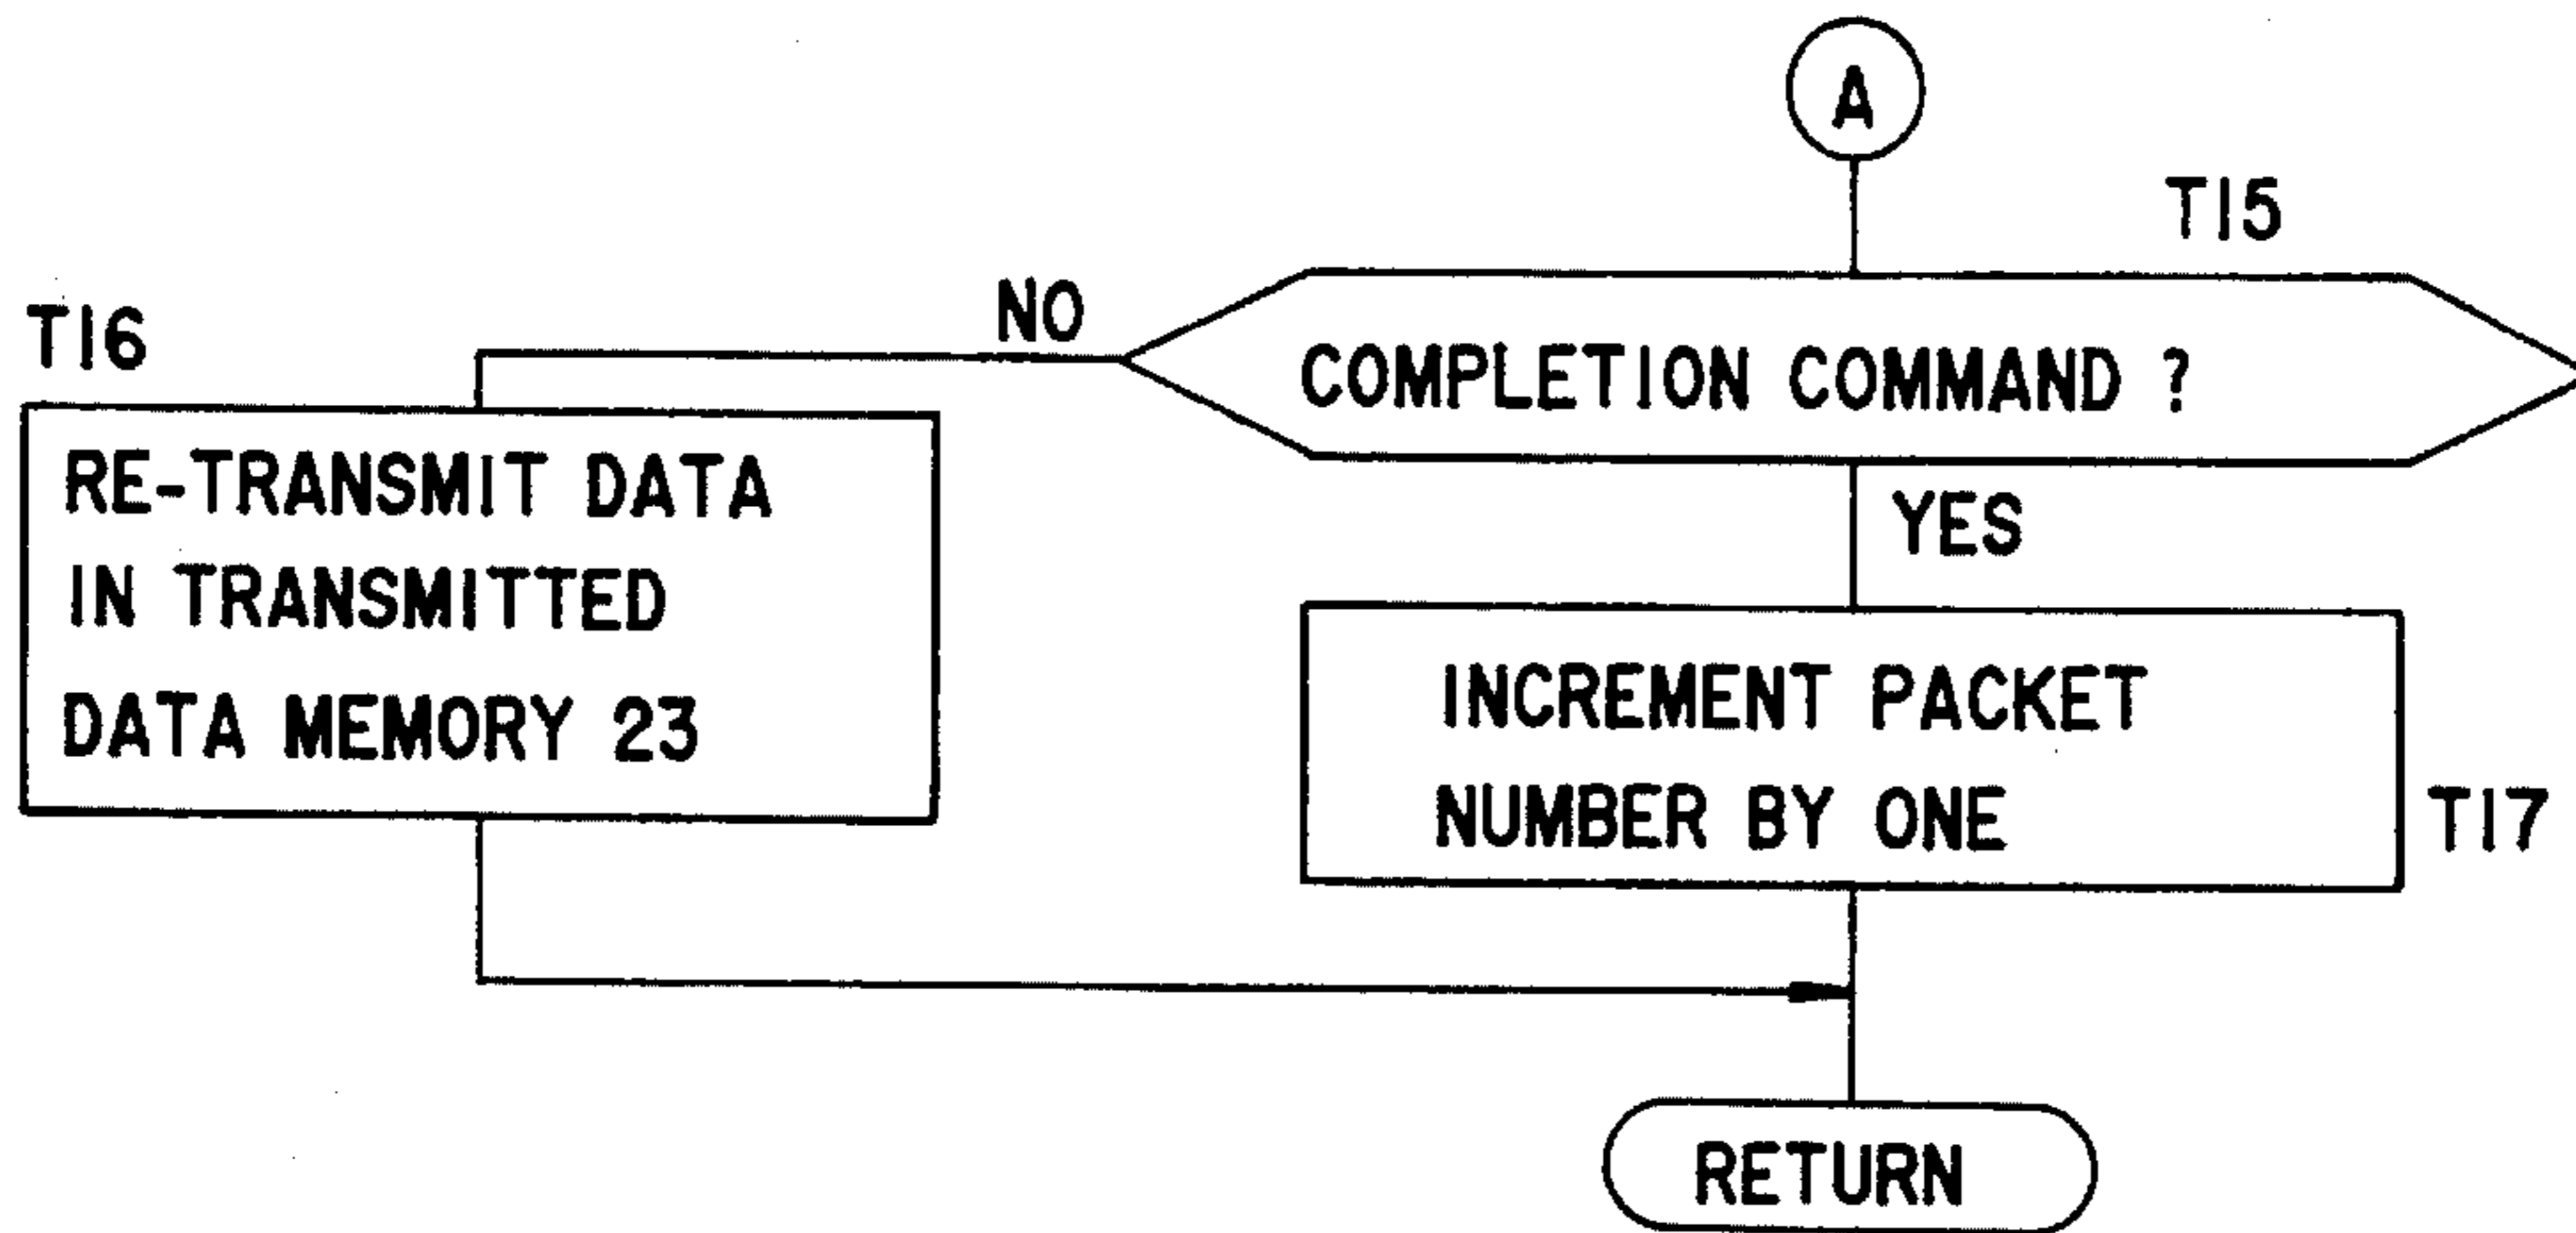 A
T15
NO
T16
COMPLETION COMMAND ?
RE-TRANSMIT DATA
IN TRANSMITTED
DATA MEMORY 23
YES
INCREMENT PACKET
NUMBER BY ONE
T17
RETURN